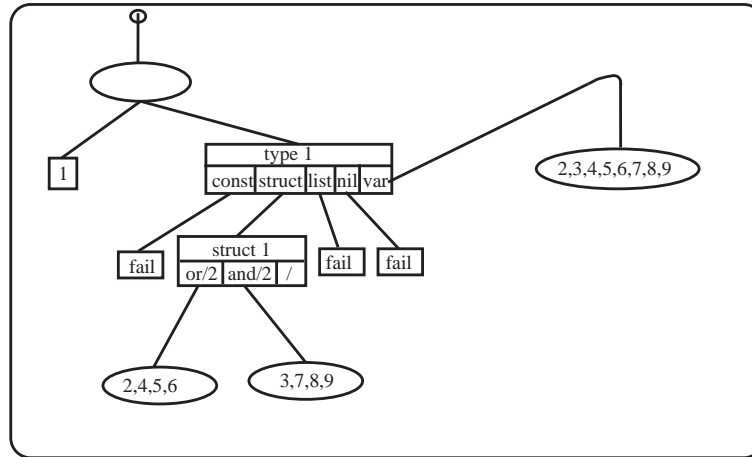 type 1
1
const struct list nil var
2,3,4,5,6,7,8,9
fail
struct 1
fail
fail
or/2 and/2 /
2,4,5,6
3,7,8,9